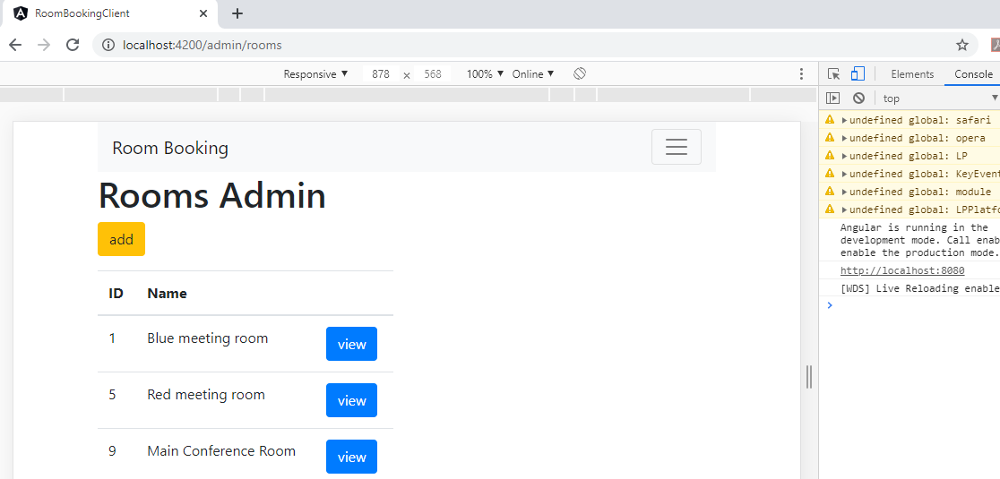 RoomBookingClient
localhost:4200/admin/rooms
Responsive 878 × 568 100% Online
Elements Console
top
undefined global: safari
undefined global: opera
undefined global: LP
undefined global: KeyEvent
undefined global: module
undefined global: LPPlatfo
Angular is running in the
development mode. Call enab
enable the production mode.
http://localhost:8080
[WDS] Live Reloading enable
Room Booking
Rooms Admin
add
ID Name
1 Blue meeting room view
5 Red meeting room view
9 Main Conference Room view